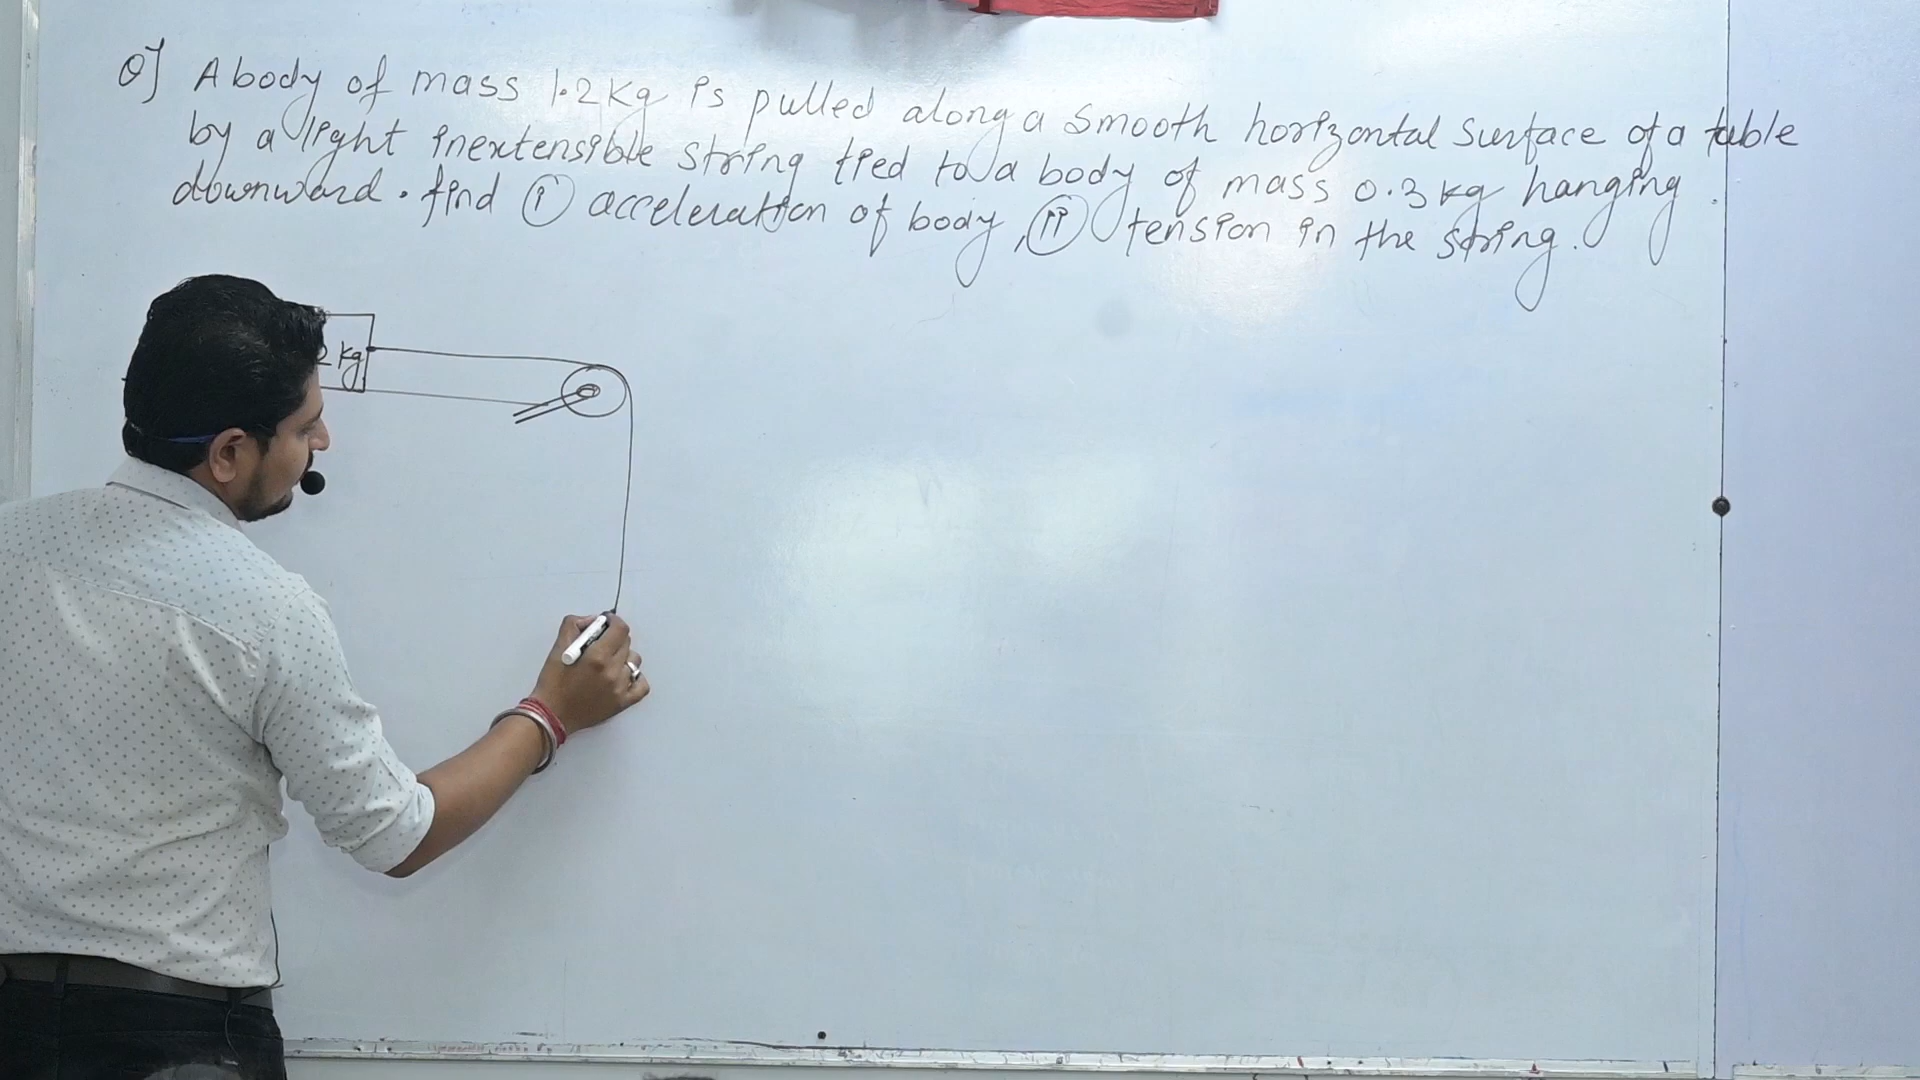 Q] A body of mass 1.2 Kg is pulled along a smooth horizontal surface of a table
by a light inextensible string tied to a body of mass 0.3 kg hanging
downward. find (i) acceleration of body, (ii) tension in the string.
2 kg